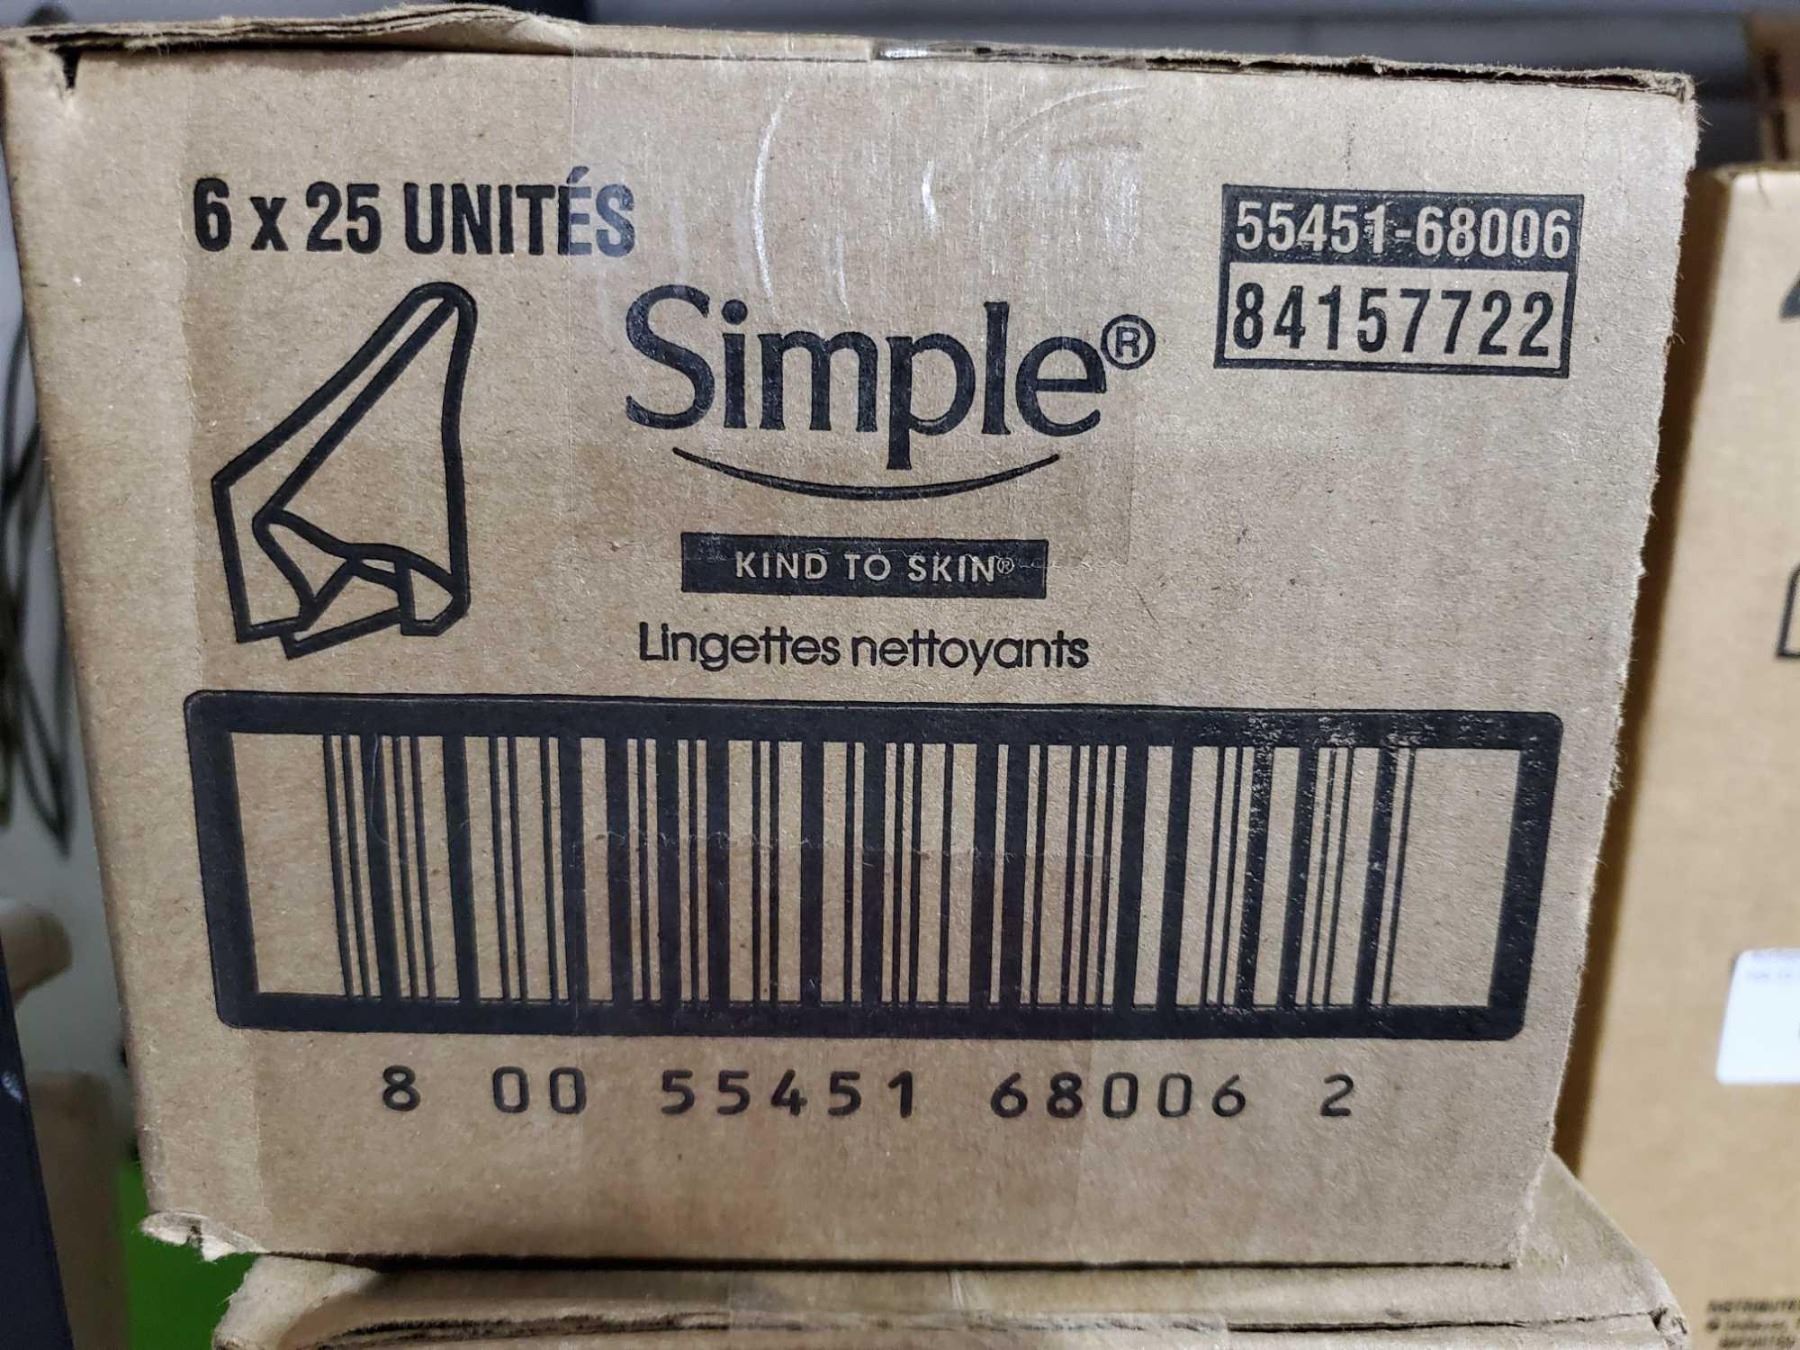 6 x 25 UNITÉS
55451-68006
84157722
Simple®
KIND TO SKIN®
Lingettes nettoyants
8 00 55451 68006 2